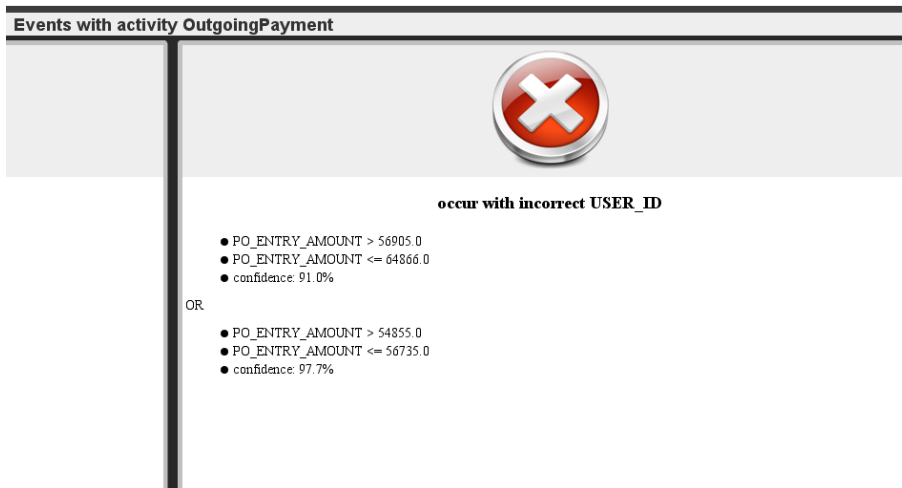 Events with activity OutgoingPayment
occur with incorrect USER_ID
● PO_ENTRY_AMOUNT > 56905.0
● PO_ENTRY_AMOUNT <= 64866.0
● confidence: 91.0%
OR
● PO_ENTRY_AMOUNT > 54855.0
● PO_ENTRY_AMOUNT <= 56735.0
● confidence: 97.7%